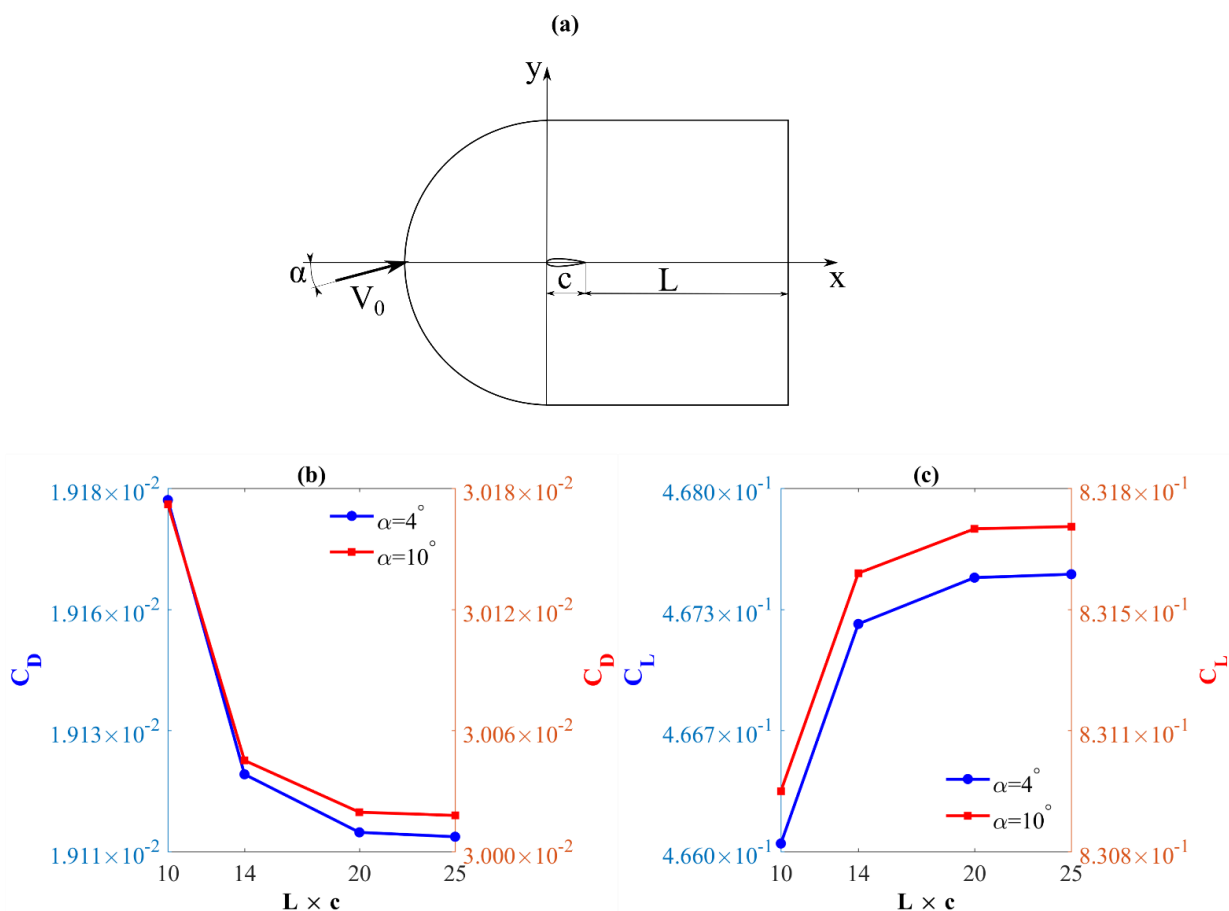 (a)
y
α
V₀
c
L
x
(b)
1.918×10⁻²
1.916×10⁻²
1.913×10⁻²
1.911×10⁻²
C_D
α=4°
α=10°
3.018×10⁻²
3.012×10⁻²
3.006×10⁻²
3.000×10⁻²
C_D
10 14 20 25
L × c
(c)
4.680×10⁻¹
4.673×10⁻¹
4.667×10⁻¹
4.660×10⁻¹
C_L
α=4°
α=10°
8.318×10⁻¹
8.315×10⁻¹
8.311×10⁻¹
8.308×10⁻¹
C_L
10 14 20 25
L × c